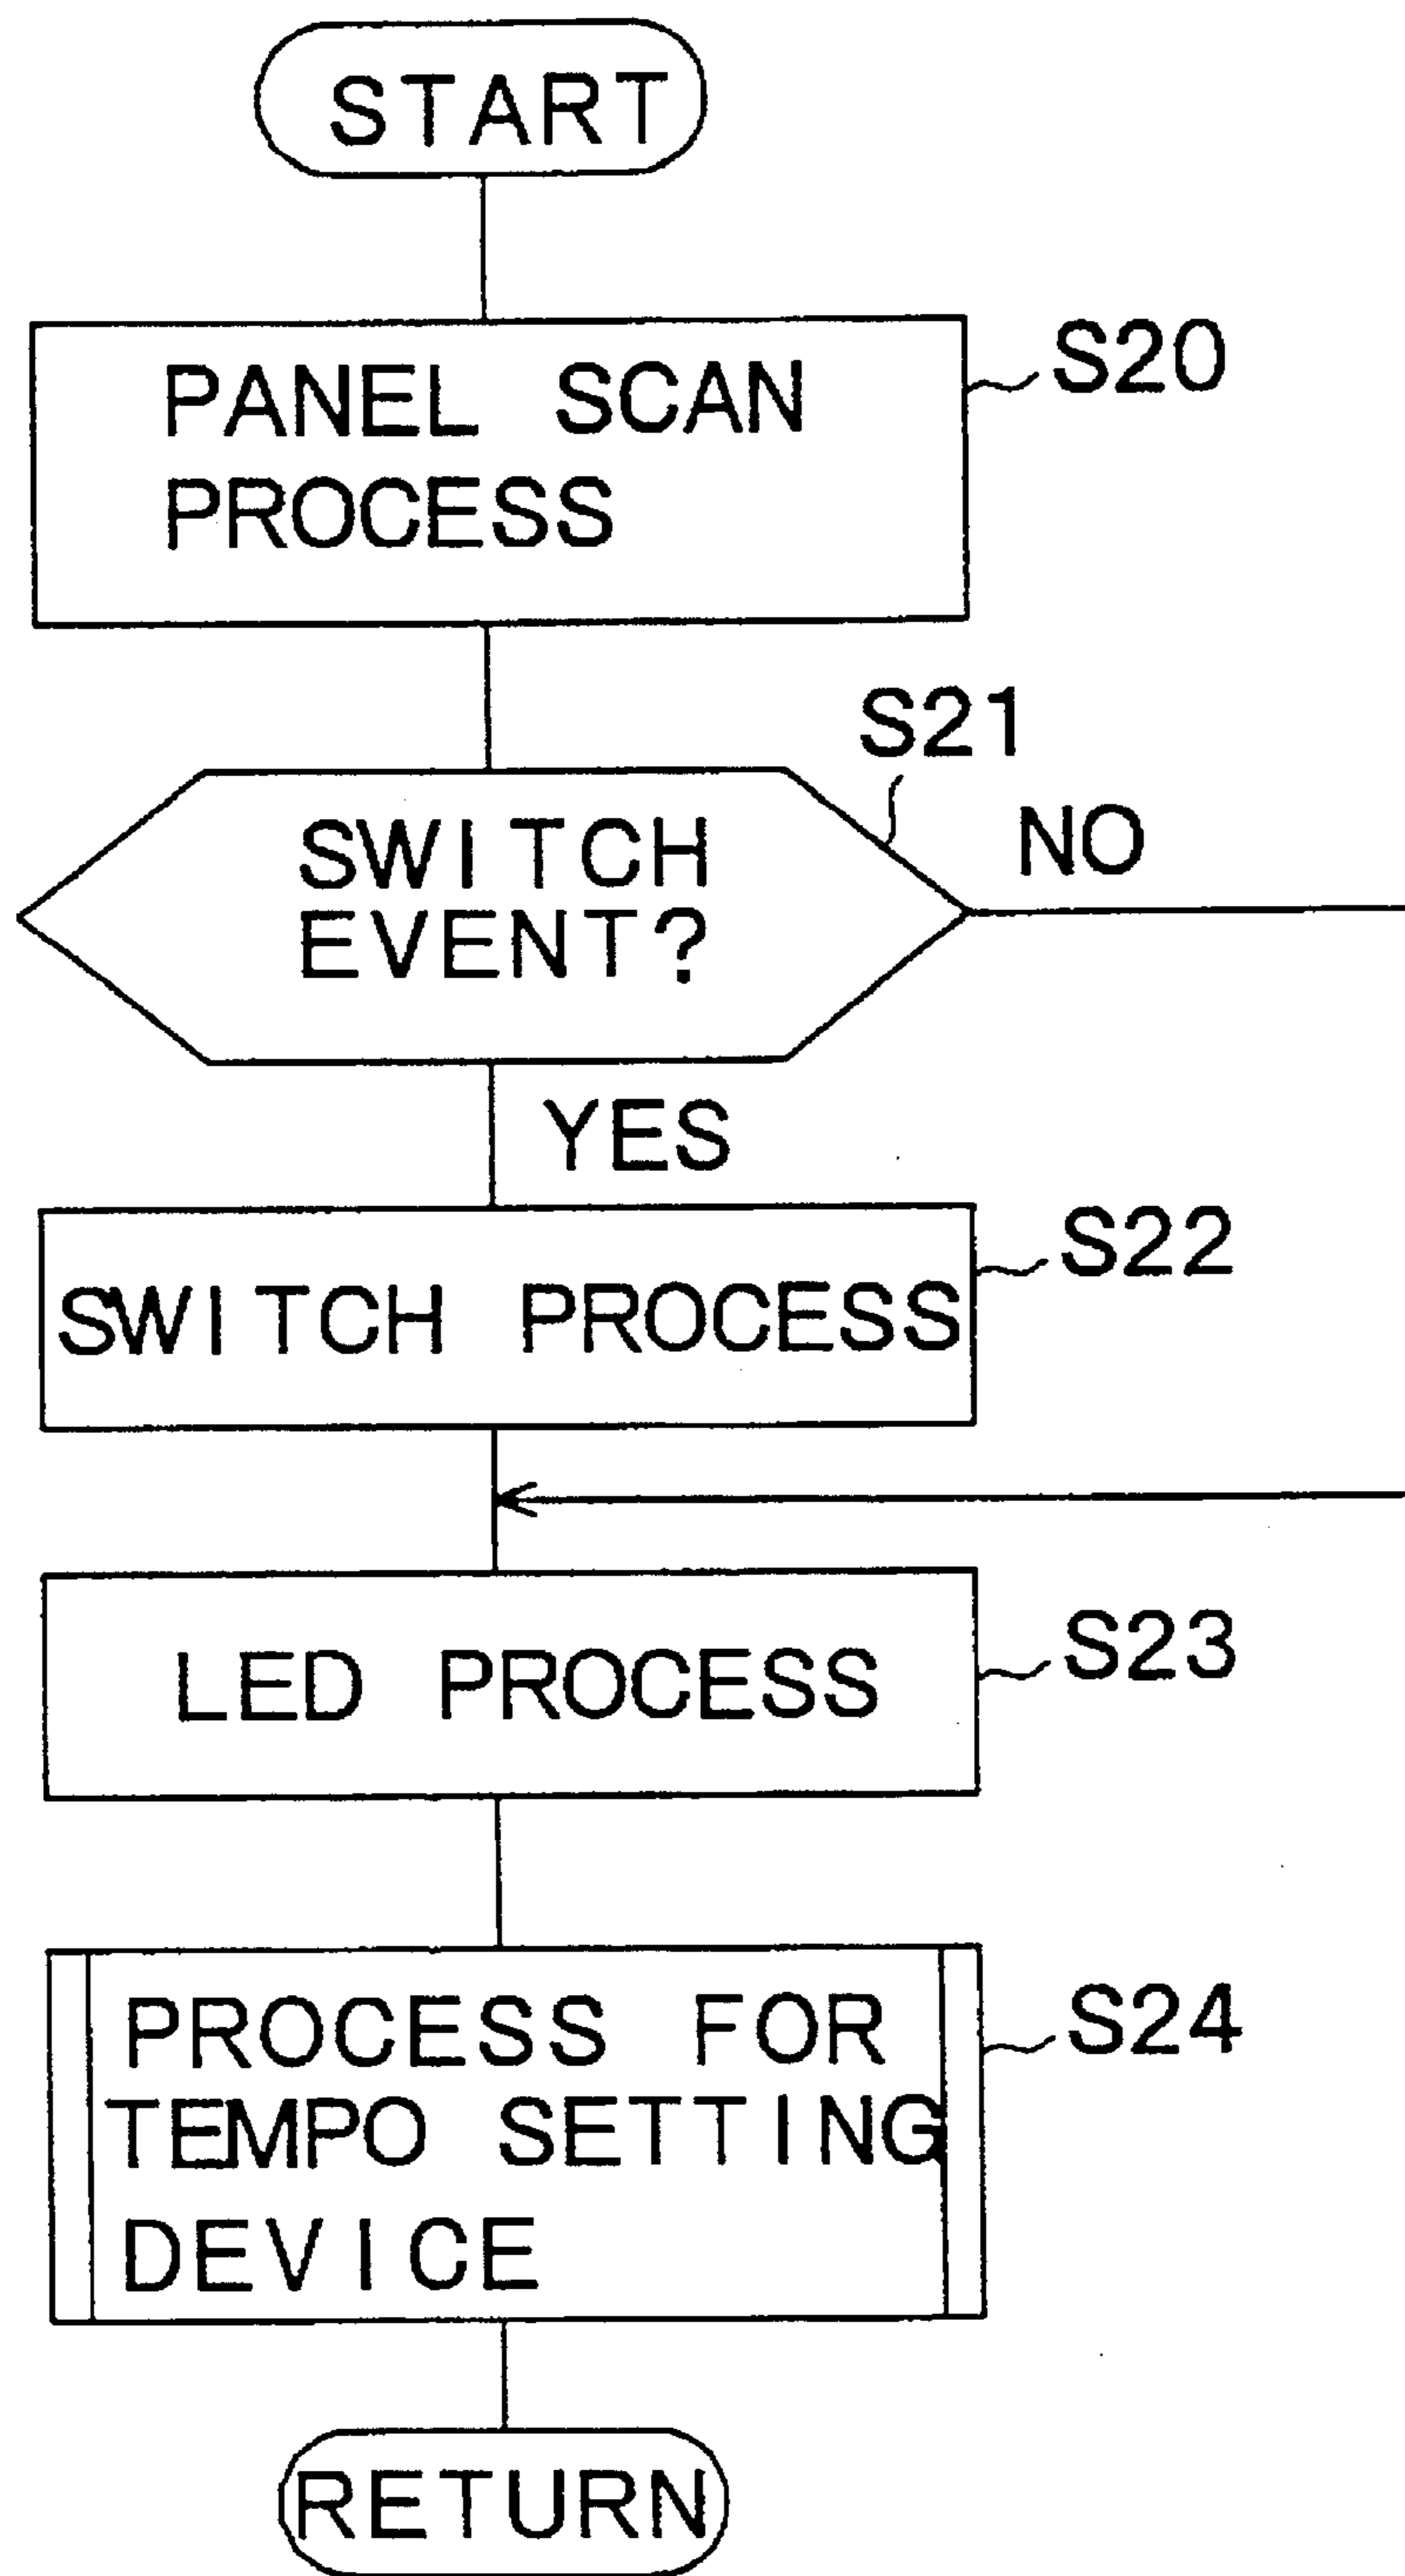 START
PANEL SCAN
PROCESS
S20
S21
SWITCH
EVENT?
NO
YES
SWITCH PROCESS
S22
LED PROCESS
S23
PROCESS FOR
TEMPO SETTING
DEVICE
S24
RETURN